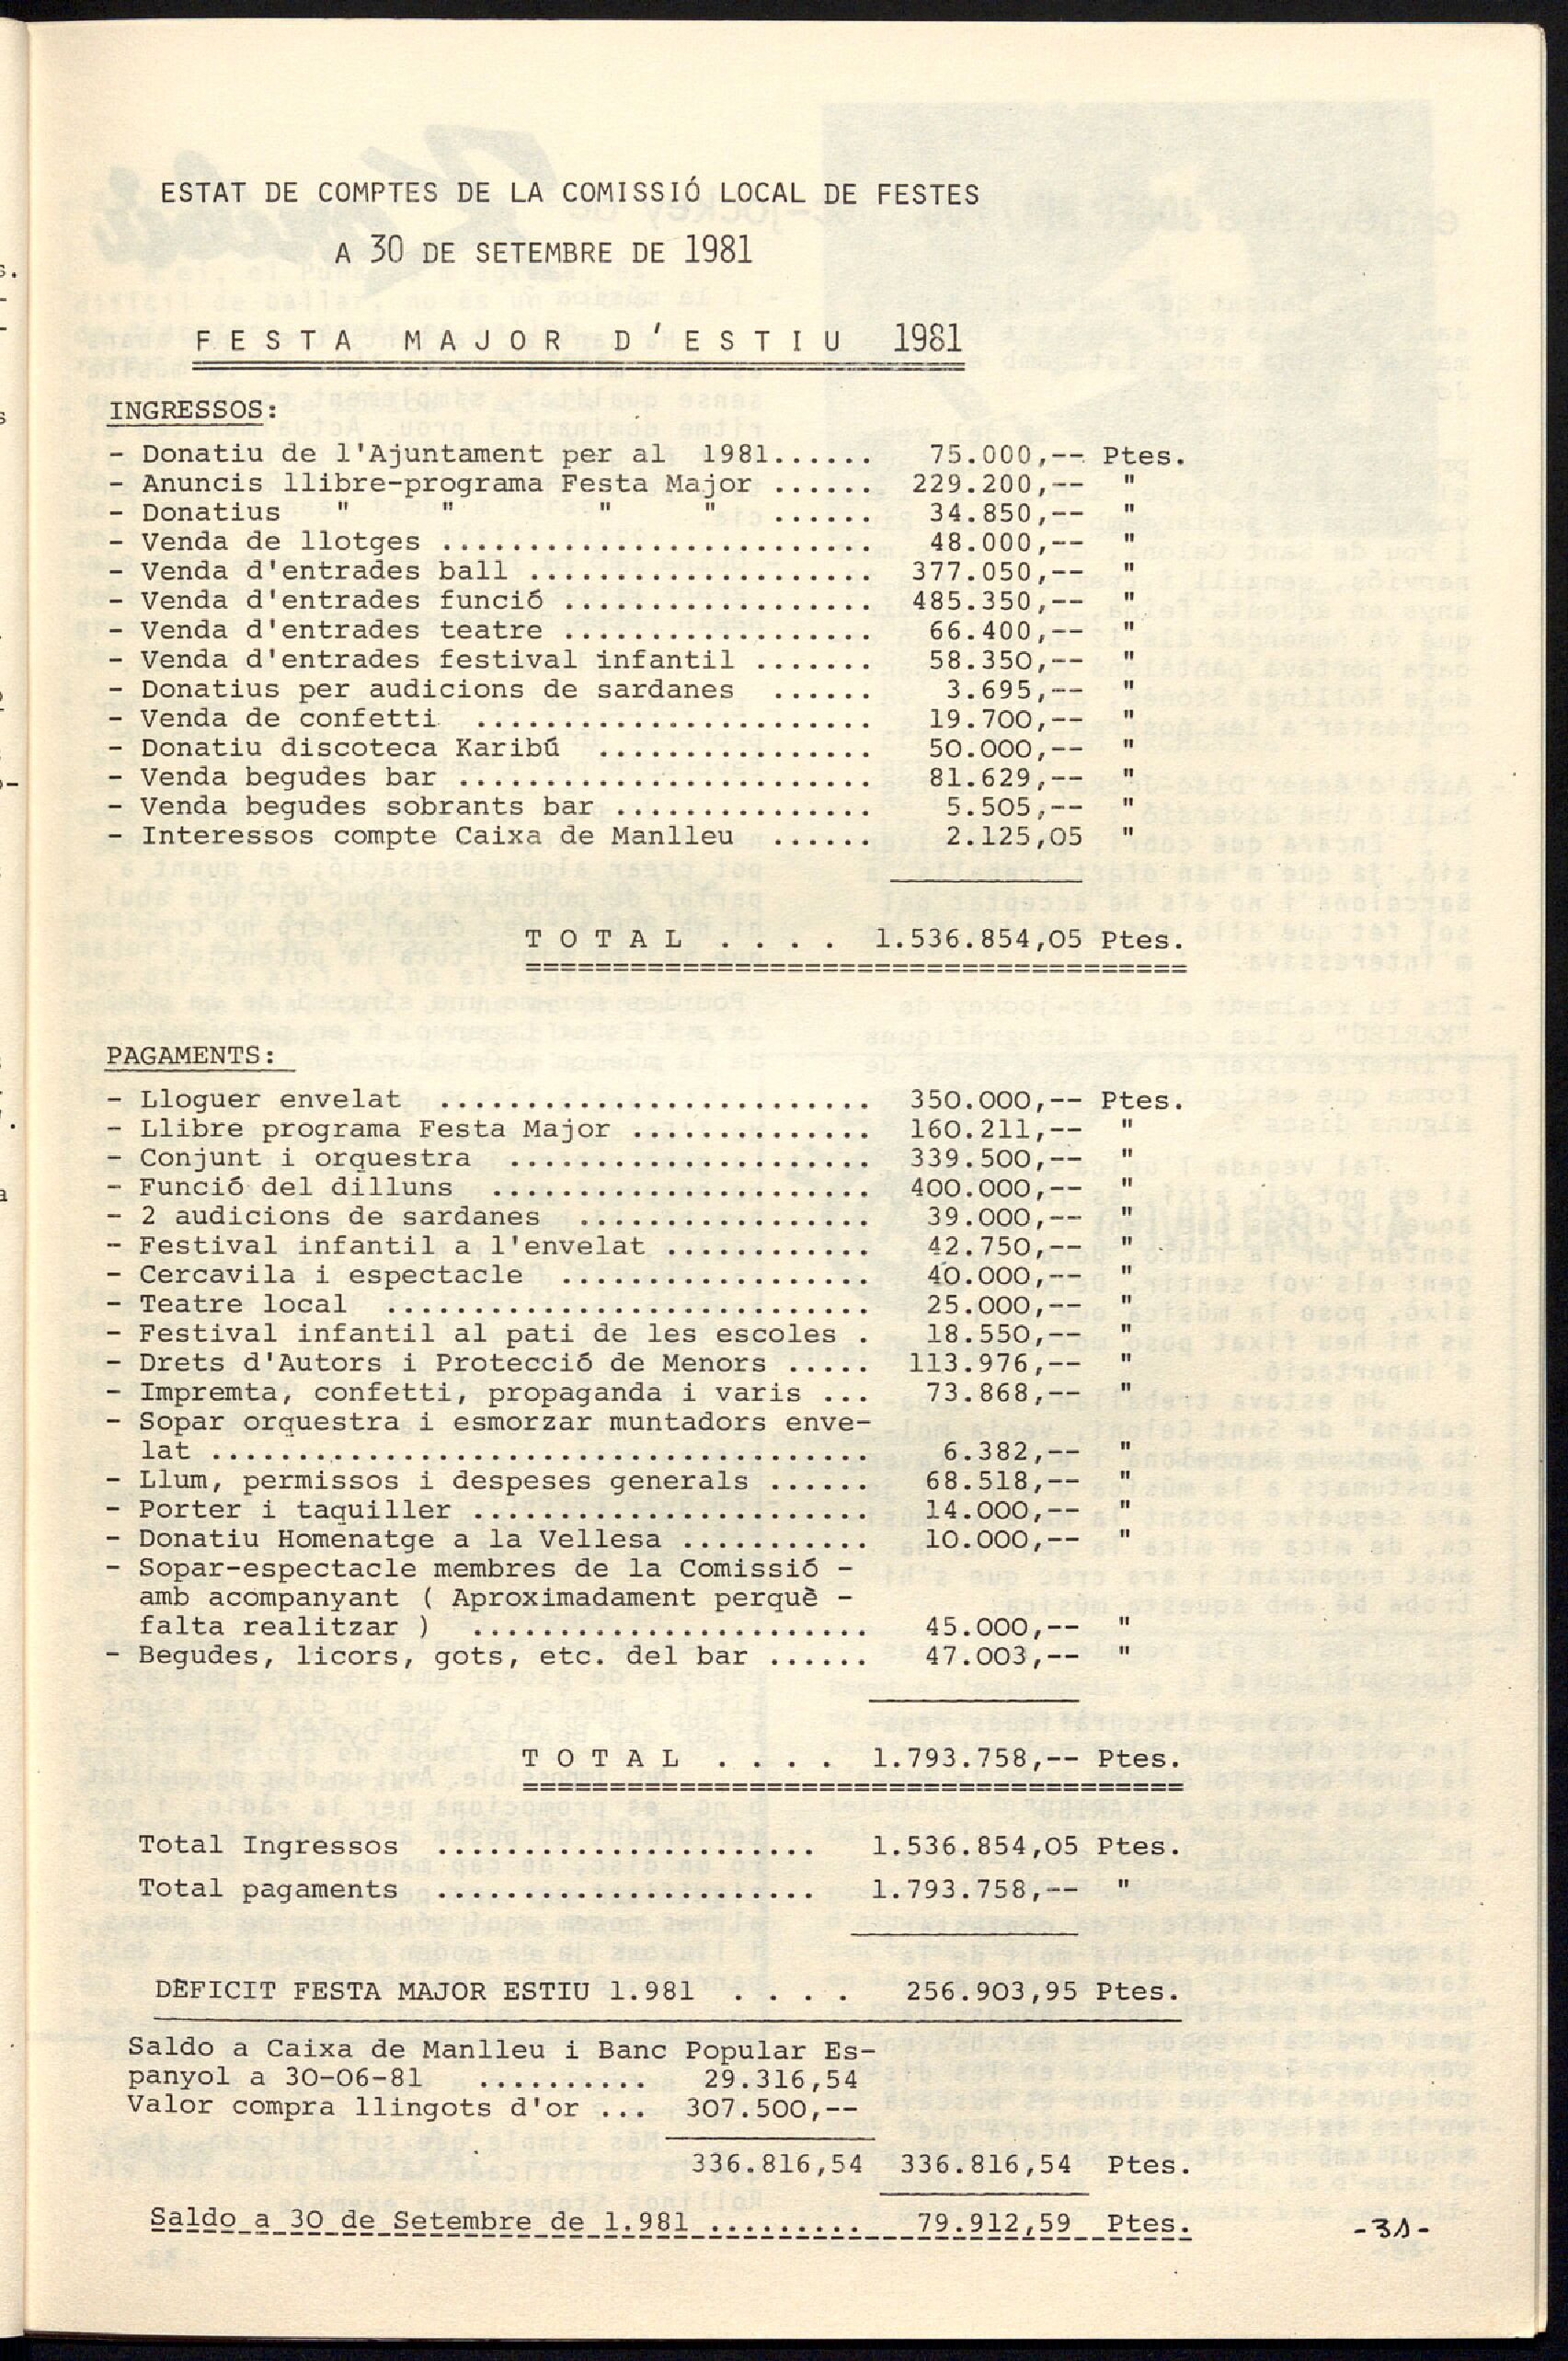 ESTAT DE COMPTES DE LA COMISSIÓ LOCAL DE FESTES
A 30 DE SETEMBRE DE 1981
FESTA MAJOR D'ESTIU 1981
INGRESSOS:
- Donatiu de l'Ajuntament per al 1981...... 75.000,-- Ptes.
- Anuncis llibre-programa Festa Major ...... 229.200,-- "
- Donatius " " " " ...... 34.850,-- "
- Venda de llotges ......................... 48.000,-- "
- Venda d'entrades ball .................... 377.050,-- "
- Venda d'entrades funció .................. 485.350,-- "
- Venda d'entrades teatre .................. 66.400,-- "
- Venda d'entrades festival infantil ....... 58.350,-- "
- Donatius per audicions de sardanes ...... 3.695,-- "
- Venda de confetti ....................... 19.700,-- "
- Donatiu discoteca Karibú ................ 50.000,-- "
- Venda begudes bar ........................ 81.629,-- "
- Venda begudes sobrants bar ............... 5.505,-- "
- Interessos compte Caixa de Manlleu ...... 2.125,05 "
TOTAL .... 1.536.854,05 Ptes.
PAGAMENTS:
- Lloguer envelat ......................... 350.000,-- Ptes.
- Llibre programa Festa Major .............. 160.211,-- "
- Conjunt i orquestra ..................... 339.500,-- "
- Funció del dilluns ...................... 400.000,-- "
- 2 audicions de sardanes ................. 39.000,-- "
- Festival infantil a l'envelat ............ 42.750,-- "
- Cercavila i espectacle .................. 40.000,-- "
- Teatre local ............................ 25.000,-- "
- Festival infantil al pati de les escoles . 18.550,-- "
- Drets d'Autors i Protecció de Menors ..... 113.976,-- "
- Impremta, confetti, propaganda i varis ... 73.868,-- "
- Sopar orquestra i esmorzar muntadors enve-
lat ...................................... 6.382,-- "
- Llum, permissos i despeses generals ...... 68.518,-- "
- Porter i taquiller ....................... 14.000,-- "
- Donatiu Homenatge a la Vellesa ........... 10.000,-- "
- Sopar-espectacle membres de la Comissió -
amb acompanyant ( Aproximadament perquè -
falta realitzar ) ....................... 45.000,-- "
- Begudes, licors, gots, etc. del bar ...... 47.003,-- "
TOTAL .... 1.793.758,-- Ptes.
Total Ingressos ...................... 1.536.854,05 Ptes.
Total pagaments ...................... 1.793.758,-- "
DÈFICIT FESTA MAJOR ESTIU 1.981 .... 256.903,95 Ptes.
Saldo a Caixa de Manlleu i Banc Popular Es-
panyol a 30-06-81 .......... 29.316,54
Valor compra llingots d'or ... 307.500,--
336.816,54 336.816,54 Ptes.
Saldo a 30 de Setembre de 1.981 ......... 79.912,59 Ptes.
-31-